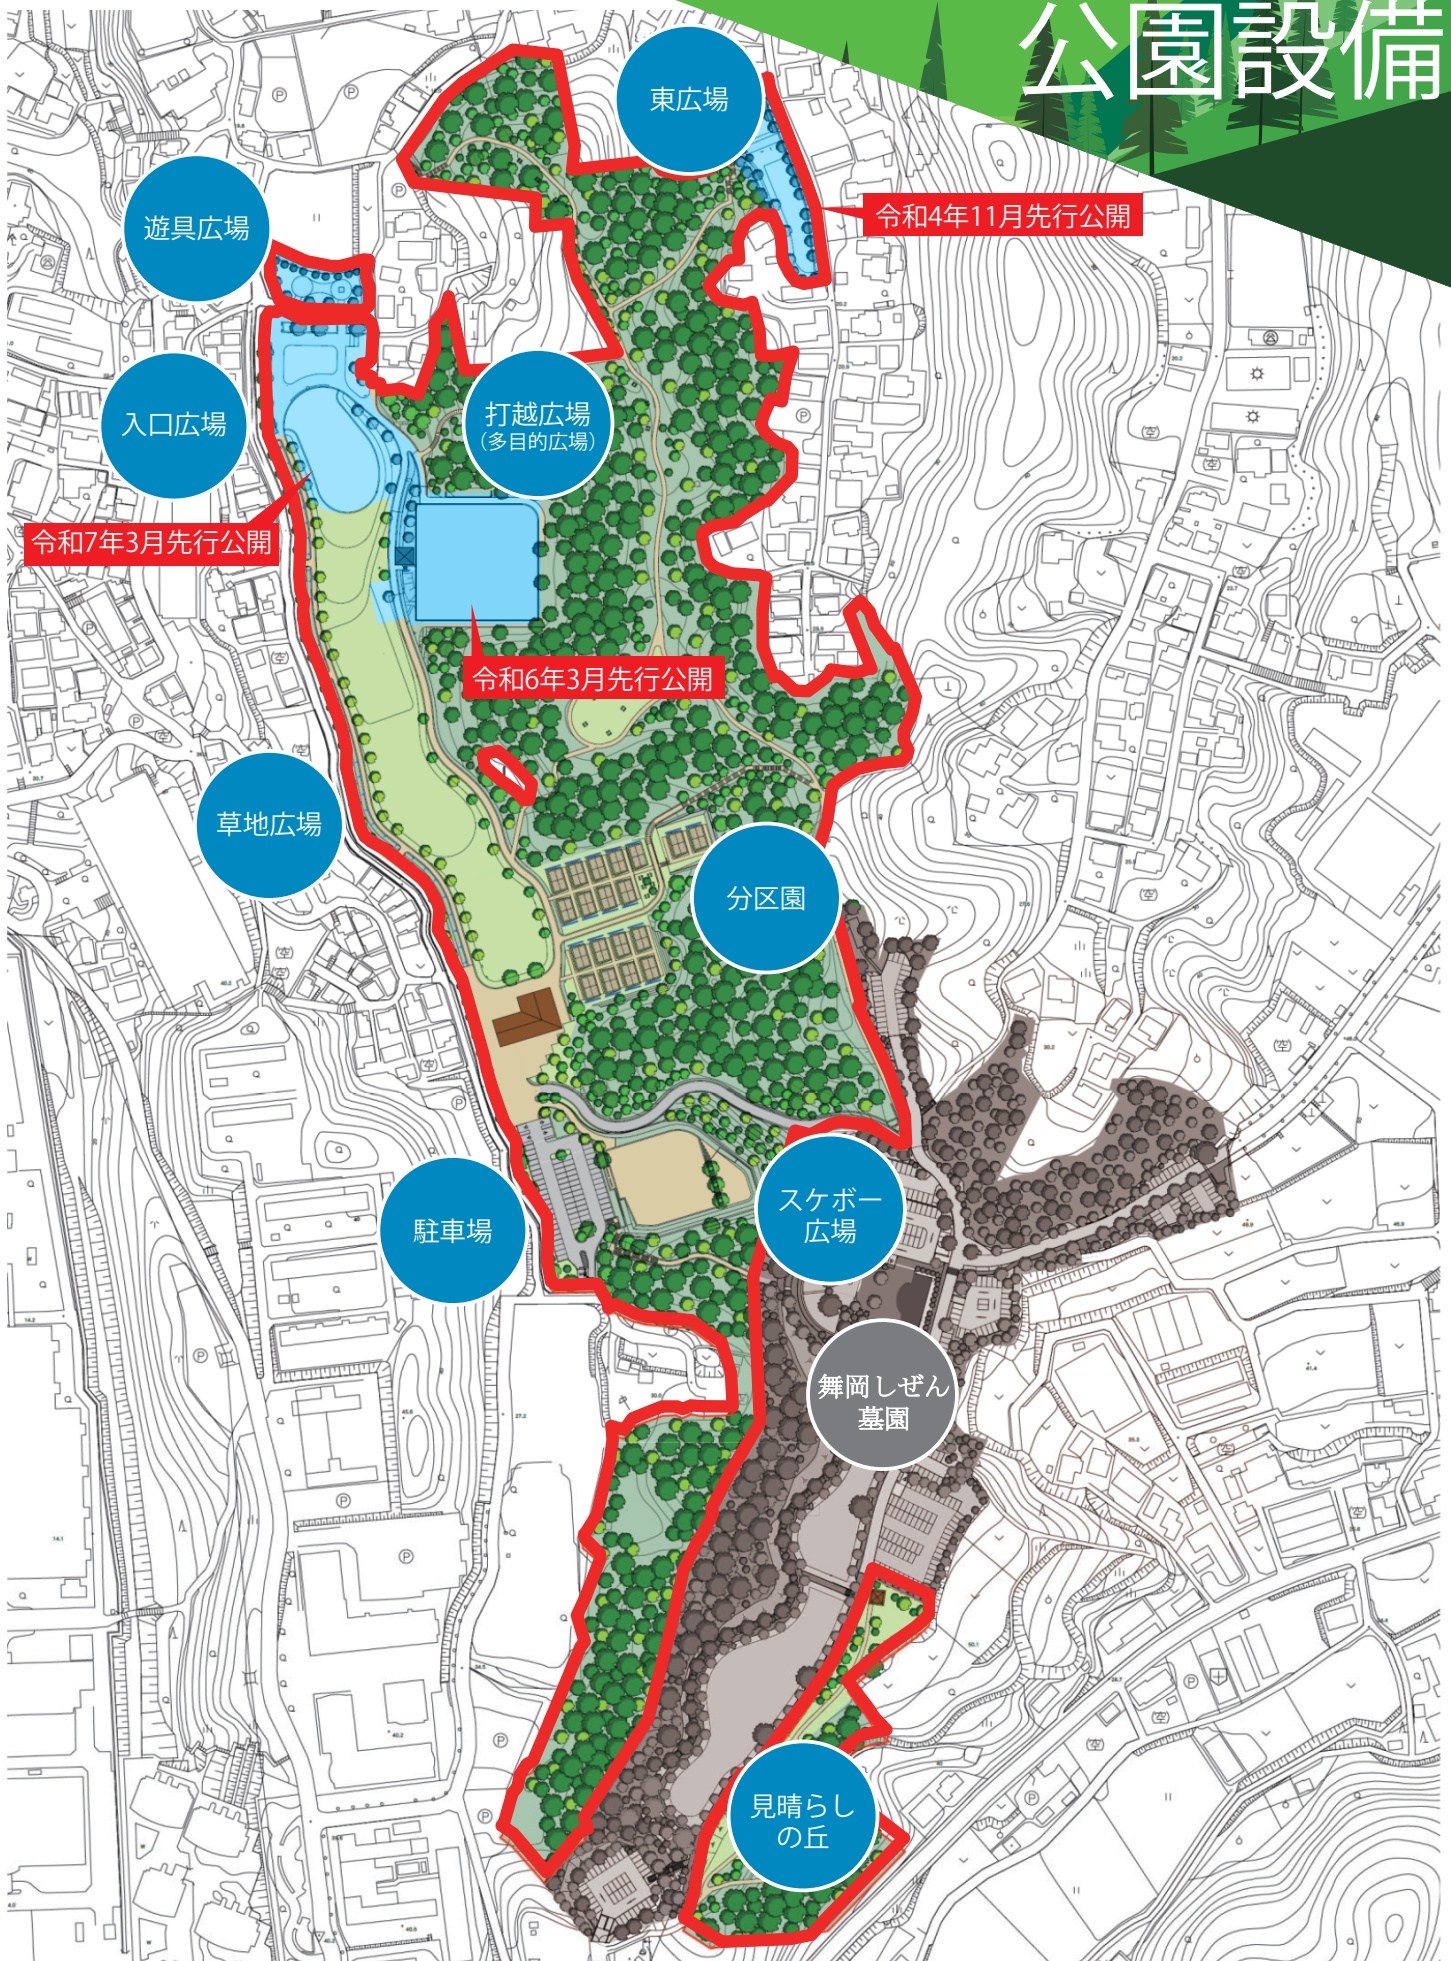 公園設備
東広場
令和4年11月先行公開
遊具広場
入口広場
打越広場
（多目的広場）
令和7年3月先行公開
令和6年3月先行公開
草地広場
分区園
スケボー
広場
駐車場
舞岡しぜん
墓園
見晴らし
の丘